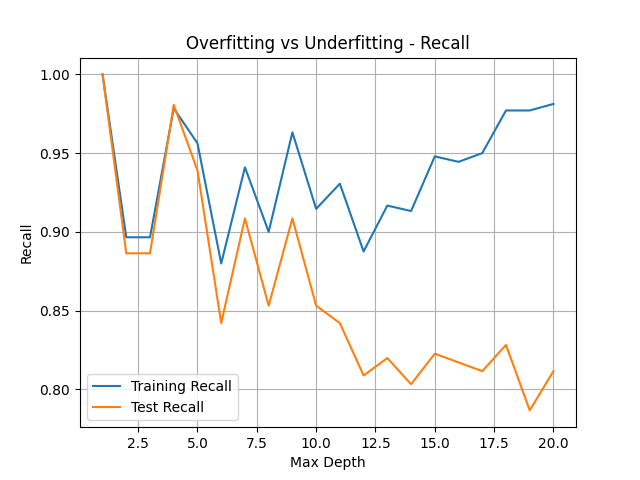 Overfitting vs Underfitting - Recall
1.00
0.95
0.90
0.85
0.80
Recall
Training Recall
Test Recall
2.5 5.0 7.5 10.0 12.5 15.0 17.5 20.0
Max Depth